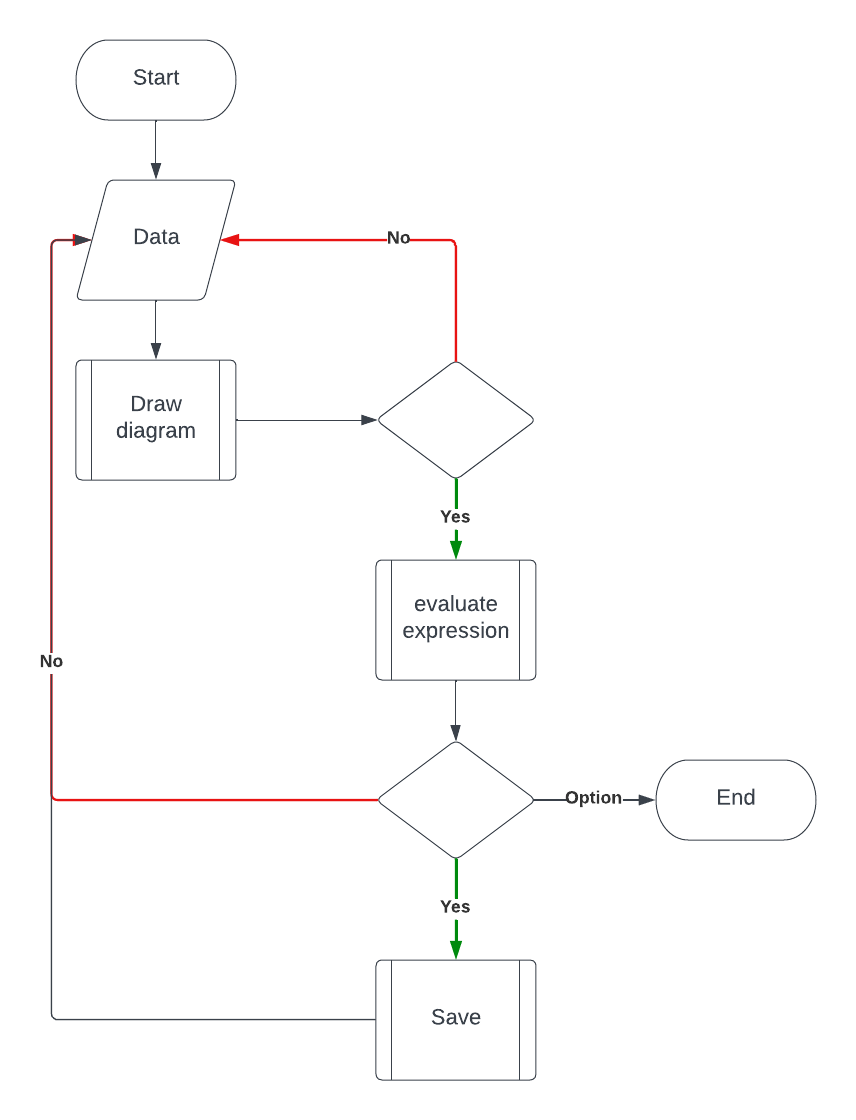 Start
Data
No
Draw
diagram
Yes
evaluate
expression
No
Option
End
Yes
Save